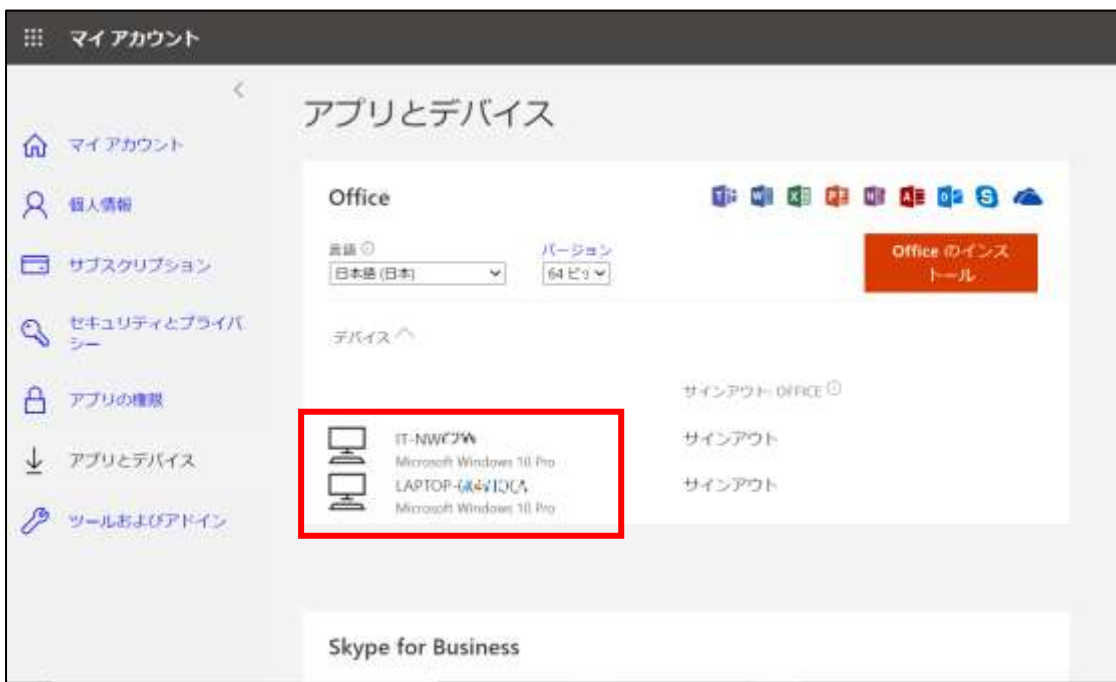 マイ アカウント
アプリとデバイス
マイ アカウント
個人情報
サブスクリプション
セキュリティとプライバ
シー
アプリの権限
アプリとデバイス
ツールおよびアドイン
Office
言語
バージョン
日本語 (日本)
64 ビッ
Office のインス
トール
デバイス
サインアウト: OFFICE
サインアウト
Microsoft Windows 10 Pro
サインアウト
Microsoft Windows 10 Pro
Skype for Business